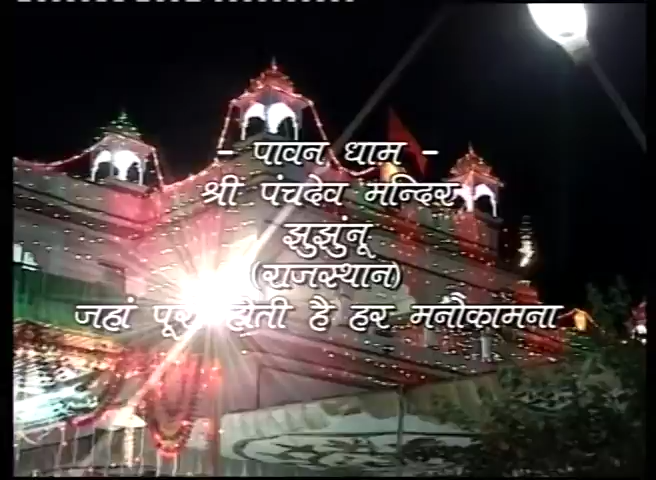 - पावन धाम -
श्री पंचदेव मन्दिर
झुझुंनू
(राजस्थान)
जहां पूरी होती है हर मनोकामना